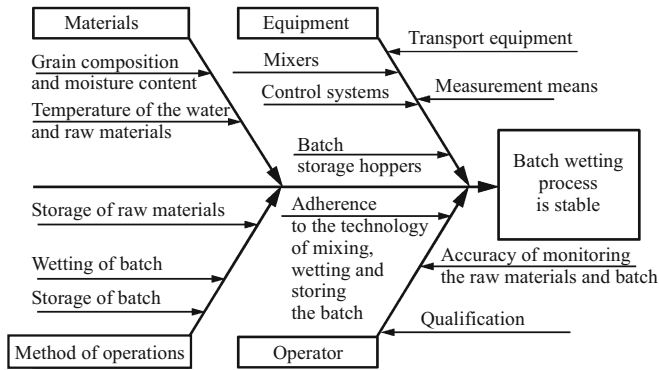 Materials
Equipment
Grain composition
and moisture content
Temperature of the water
and raw materials
Transport equipment
Mixers
Measurement means
Control systems
Batch
storage hoppers
Batch wetting
process
is stable
Storage of raw materials
Wetting of batch
Storage of batch
Adherence
to the technology
of mixing,
wetting and
storing
the batch
Accuracy of monitoring
the raw materials and batch
Qualification
Method of operations
Operator